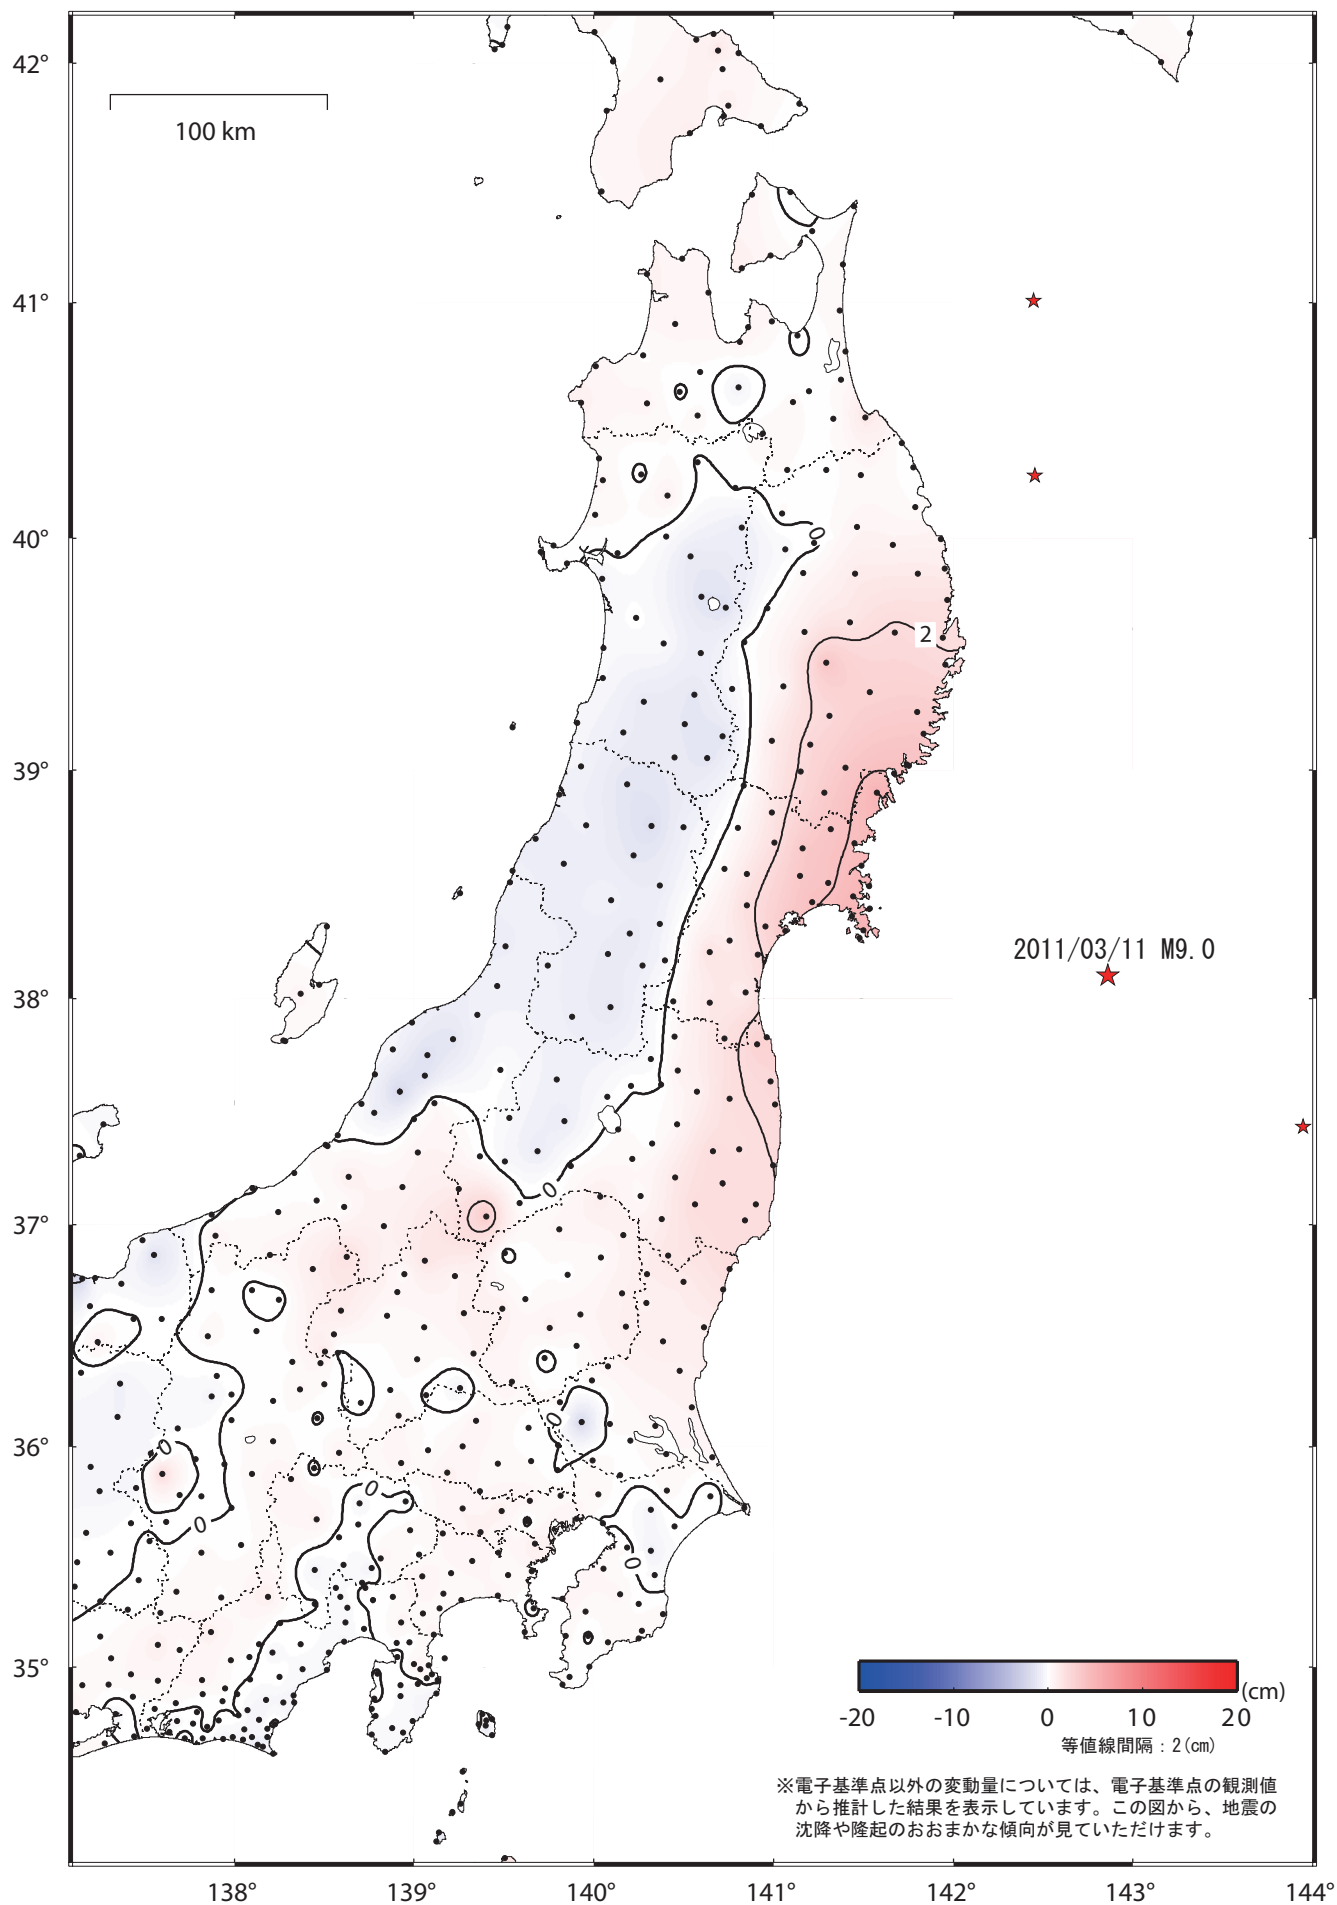 42°
100 km
41°
0
40°
2
39°
2011/03/11 M9.0
38°
0
37°
0
36°
0
0
0
0
35°
(cm)
-20 -10 0 10 20
等値線間隔：2(㎝)
※電子基準点以外の変動量については、電子基準点の観測値
から推計した結果を表示しています。この図から、地震の
沈降や隆起のおおまかな傾向が見ていただけます。
138° 139° 140° 141° 142° 143° 144°